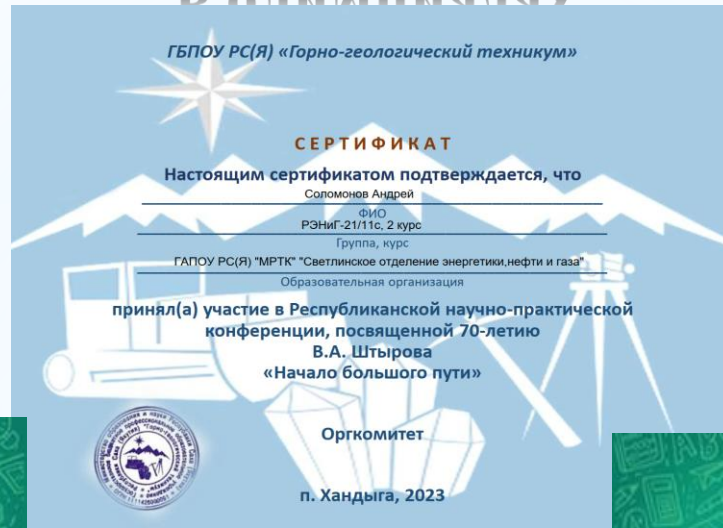 ГБПОУ РС(Я) «Горно-геологический техникум»
СЕРТИФИКАТ
Настоящим сертификатом подтверждается, что
Соломонов Андрей
ФИО
РЭНиГ-21/11с, 2 курс
Группа, курс
ГАПОУ РС(Я) "МРТК" "Светлинское отделение энергетики,нефти и газа"
Образовательная организация
принял(а) участие в Республиканской научно-практической
конференции, посвященной 70-летию
В.А. Штырова
«Начало большого пути»
Оргкомитет
п. Хандыга, 2023